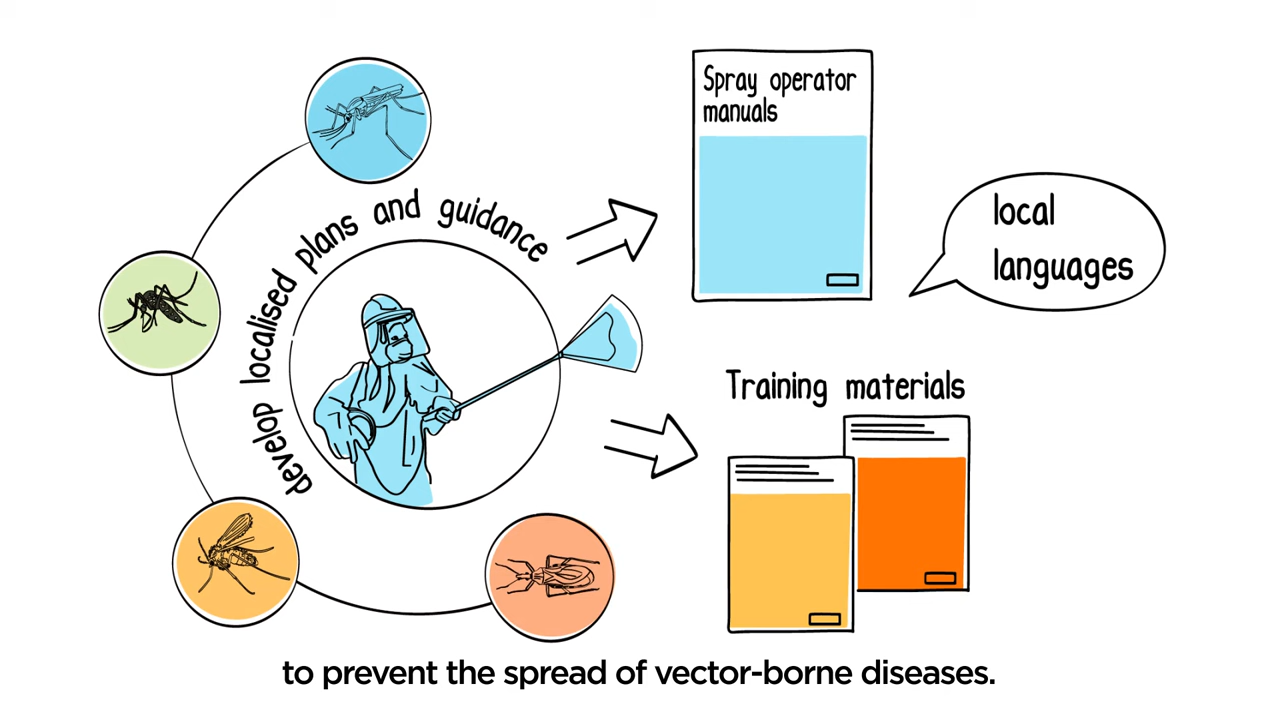 develop localised plans and guidance
Spray operator
manuals
local
languages
Training materials
to prevent the spread of vector-borne diseases.